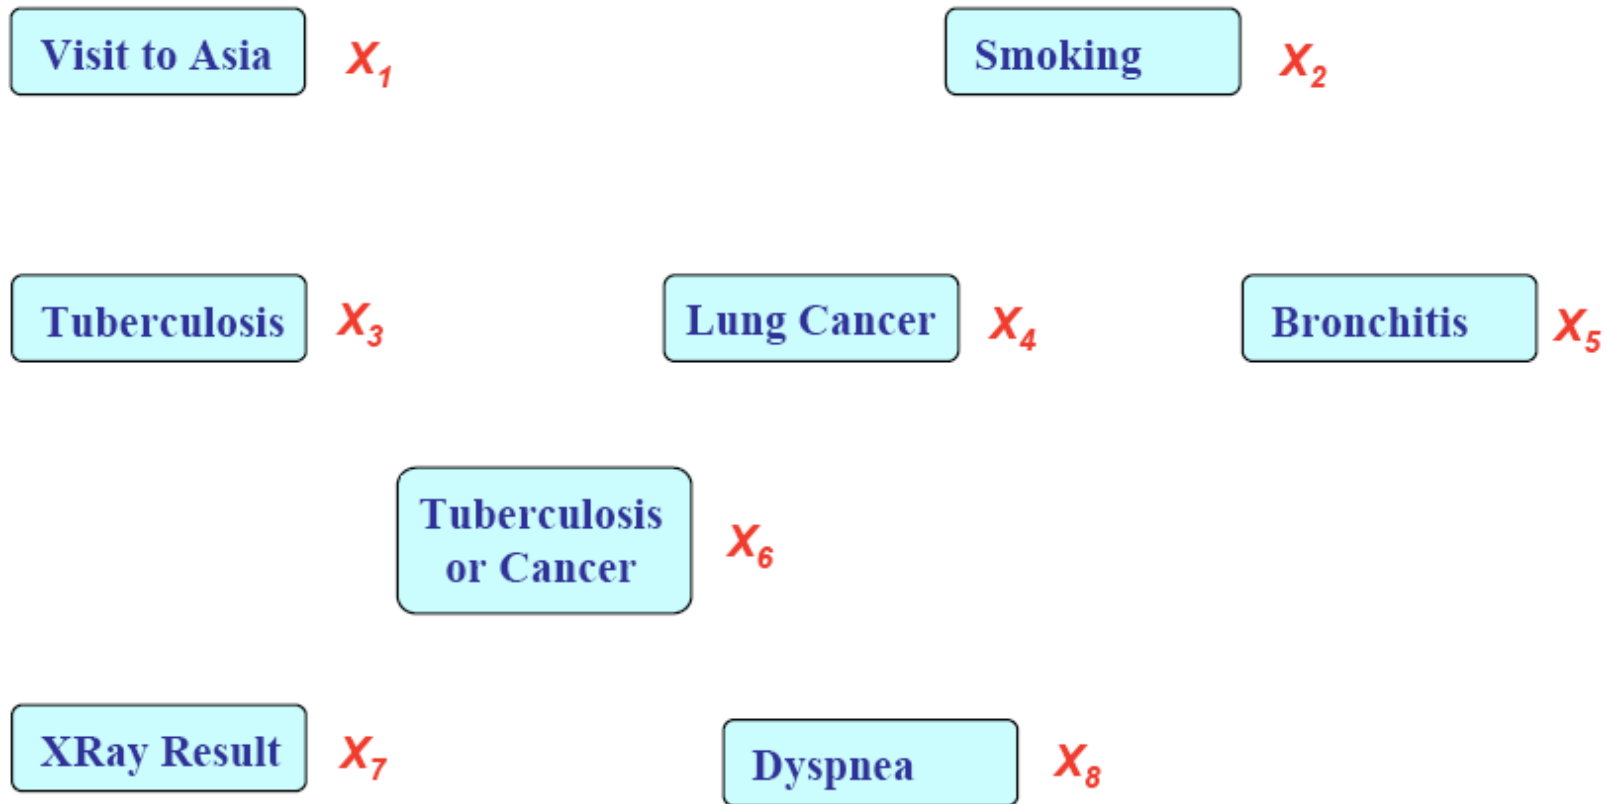 Visit to Asia X1
Smoking X2
Tuberculosis X3
Lung Cancer X4
Bronchitis X5
Tuberculosis
or Cancer
X6
XRay Result X7
Dyspnea X8